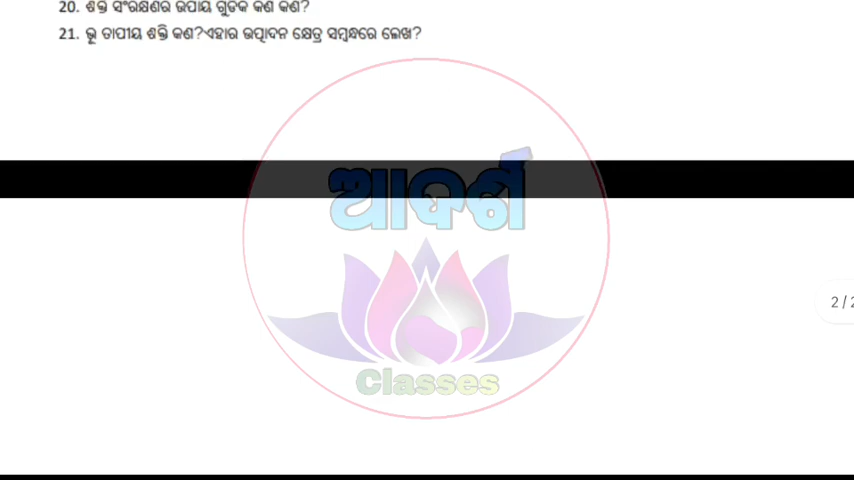 20. ଶକ୍ତି ସଂରକ୍ଷଣର ଉପାୟ ଗୁଡିକ କଣ କଣ?
21. ଭୂ ତାପୀୟ ଶକ୍ତି କଣ?ଏହାର ଉତ୍ପାଦନ କ୍ଷେତ୍ର ସମ୍ବନ୍ଧରେ ଲେଖ?
ଆଦର୍ଶ
2 / 2
Classes